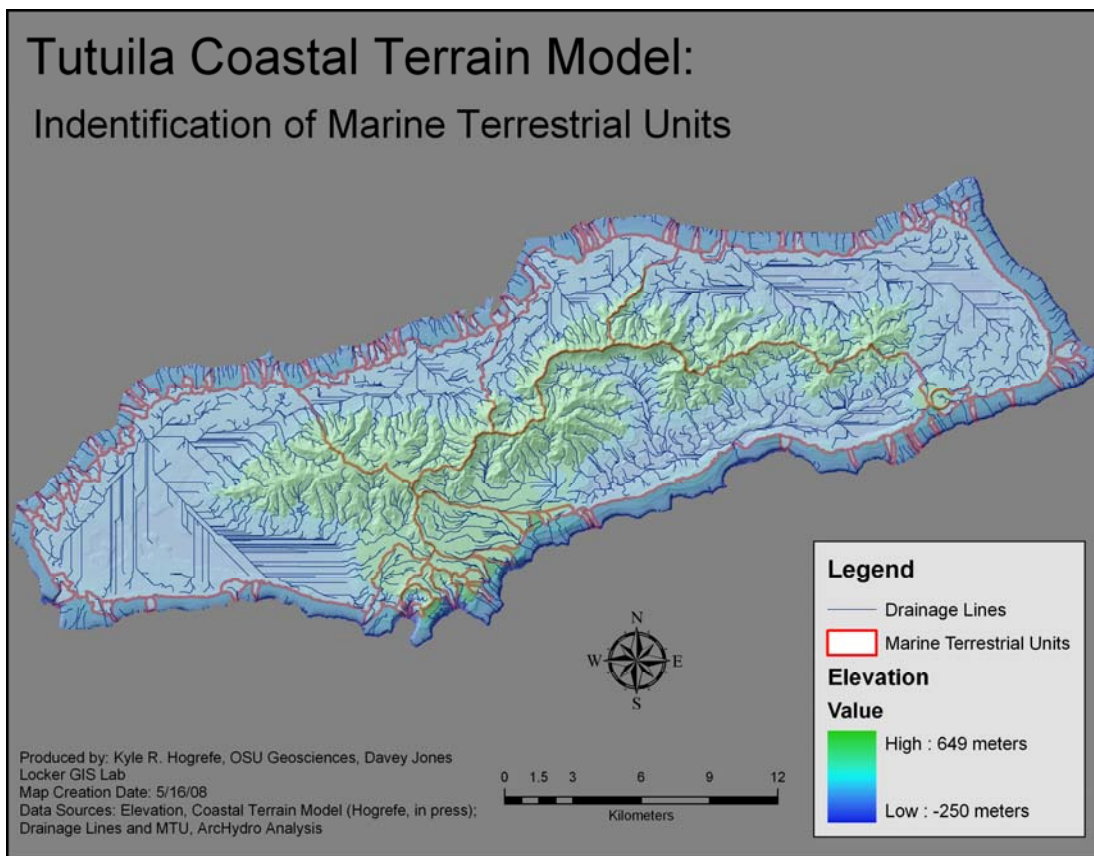 Tutuila Coastal Terrain Model:
Indentification of Marine Terrestrial Units
N
W E
S
Legend
Drainage Lines
Marine Terrestrial Units
Elevation
Value
High : 649 meters
Low : -250 meters
Produced by: Kyle R. Hogrefe, OSU Geosciences, Davey Jones
Locker GIS Lab
Map Creation Date: 5/16/08
Data Sources: Elevation, Coastal Terrain Model (Hogrefe, in press);
Drainage Lines and MTU, ArcHydro Analysis
0 1.5 3 6 9 12
Kilometers